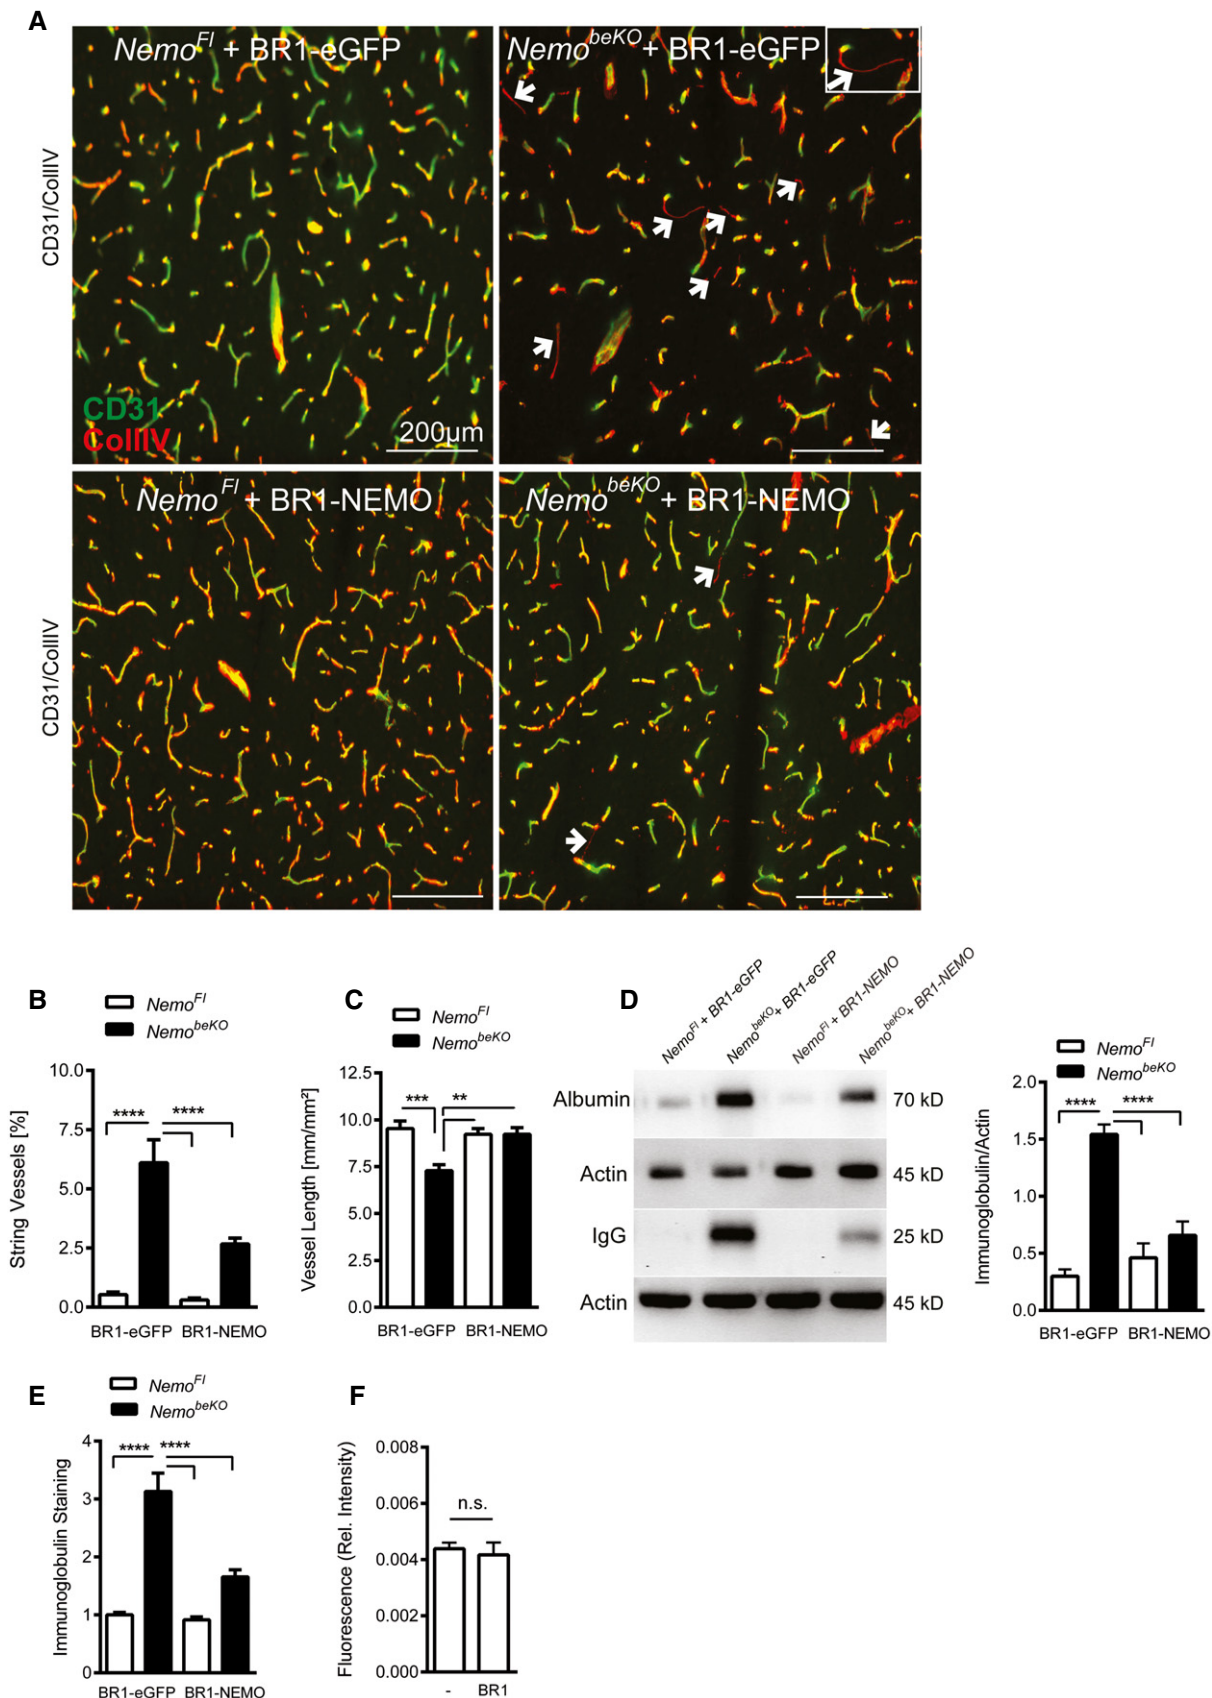 A
Nemo^Fl + BR1-eGFP
Nemo^beKO + BR1-eGFP
CD31/CollIV
CD31
CollIV
200µm
Nemo^Fl + BR1-NEMO
Nemo^beKO + BR1-NEMO
CD31/CollIV
B
Nemo^Fl
Nemo^beKO
String Vessels [%]
10.0
7.5
5.0
2.5
0.0
****
****
BR1-eGFP
BR1-NEMO
C
Nemo^Fl
Nemo^beKO
Vessel Length [mm/mm²]
12.5
10.0
7.5
5.0
2.5
0.0
***
**
BR1-eGFP
BR1-NEMO
D
Nemo^Fl + BR1-eGFP
Nemo^beKO + BR1-eGFP
Nemo^Fl + BR1-NEMO
Nemo^beKO + BR1-NEMO
Albumin
70 kD
Actin
45 kD
IgG
25 kD
Actin
45 kD
Nemo^Fl
Nemo^beKO
Immunoglobulin/Actin
2.0
1.5
1.0
0.5
0.0
****
****
BR1-eGFP
BR1-NEMO
E
Nemo^Fl
Nemo^beKO
Immunoglobulin Staining
4
3
2
1
0
****
****
BR1-eGFP
BR1-NEMO
F
Fluorescence (Rel. Intensity)
0.008
0.006
0.004
0.002
0.000
n.s.
-
BR1